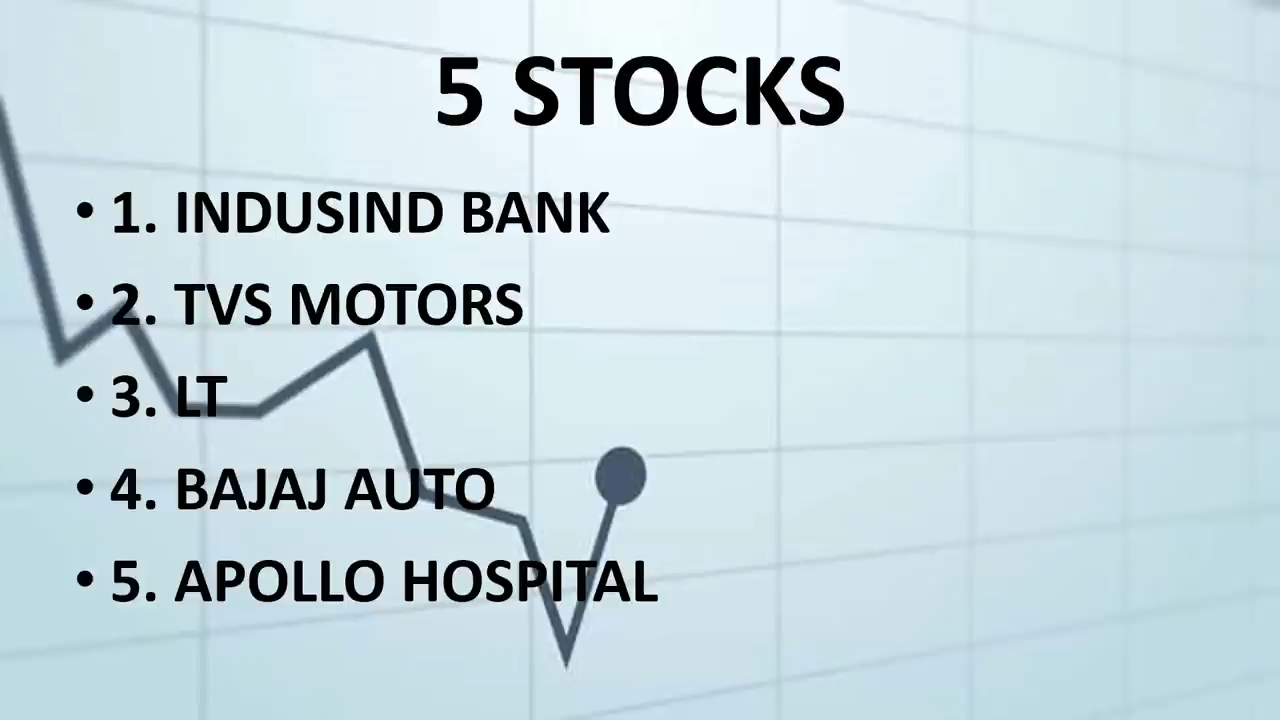 5 STOCKS
• 1. INDUSIND BANK
• 2. TVS MOTORS
• 3. LT
• 4. BAJAJ AUTO
• 5. APOLLO HOSPITAL